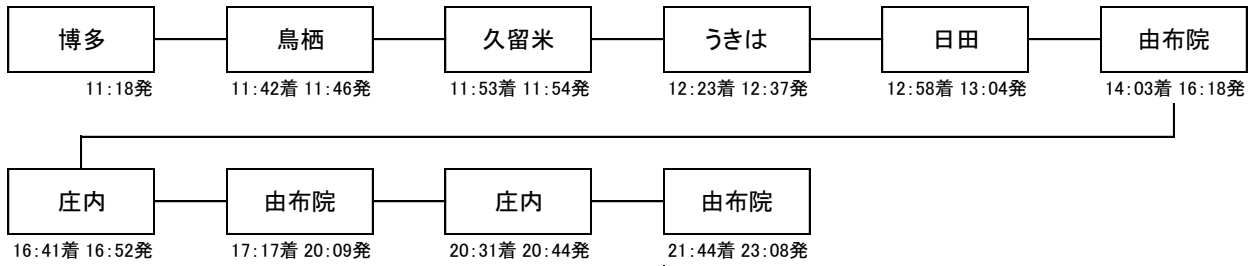 博多 鳥栖 久留米 うきは 日田 由布院
11:18発 11:42着 11:46発 11:53着 11:54発 12:23着 12:37発 12:58着 13:04発 14:03着 16:18発
庄内 由布院 庄内 由布院
16:41着 16:52発 17:17着 20:09発 20:31着 20:44発 21:44着 23:08発